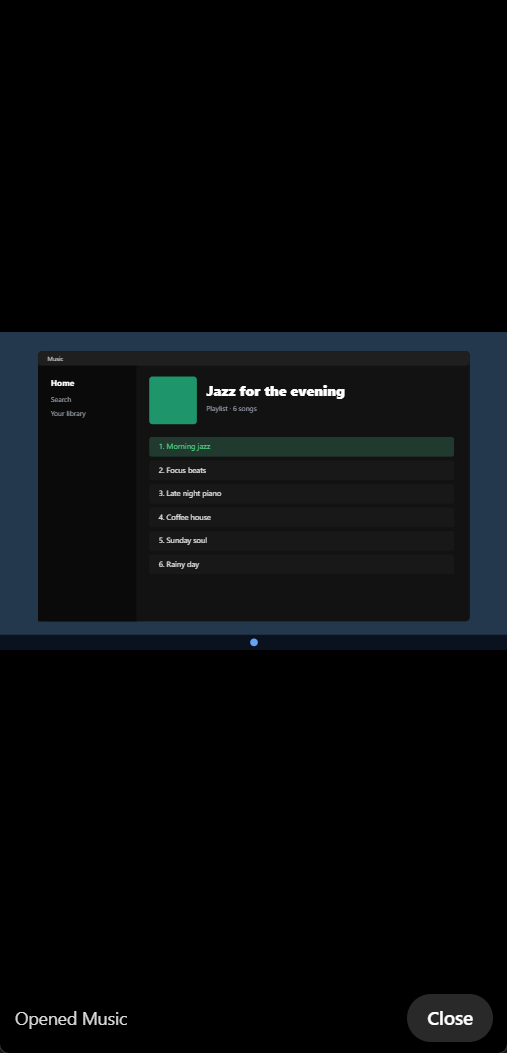 Music
Home
Search
Your library
Jazz for the evening
Playlist · 6 songs
1. Morning jazz
2. Focus beats
3. Late night piano
4. Coffee house
5. Sunday soul
6. Rainy day
Opened Music
Close